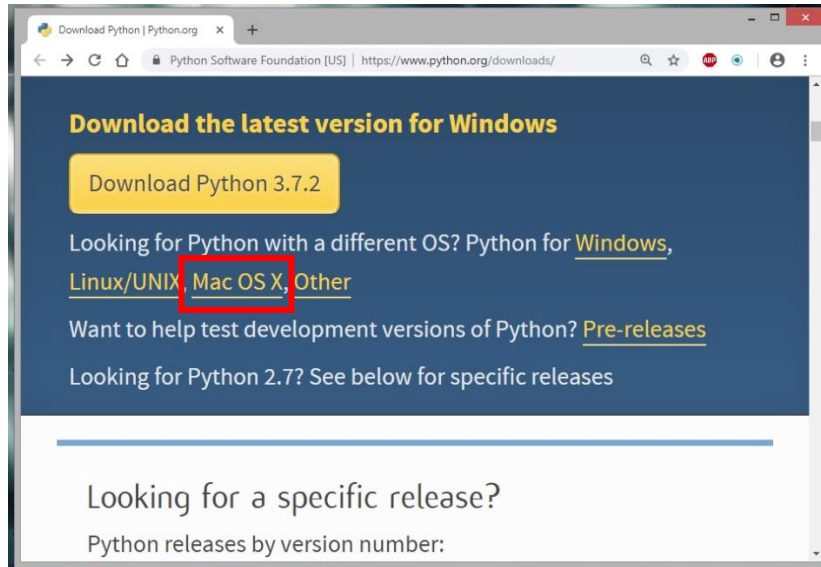 Download Python | Python.org
Python Software Foundation [US] | https://www.python.org/downloads/
ABP
Download the latest version for Windows
Download Python 3.7.2
Looking for Python with a different OS? Python for Windows,
Linux/UNIX, Mac OS X, Other
Want to help test development versions of Python? Pre-releases
Looking for Python 2.7? See below for specific releases
Looking for a specific release?
Python releases by version number: